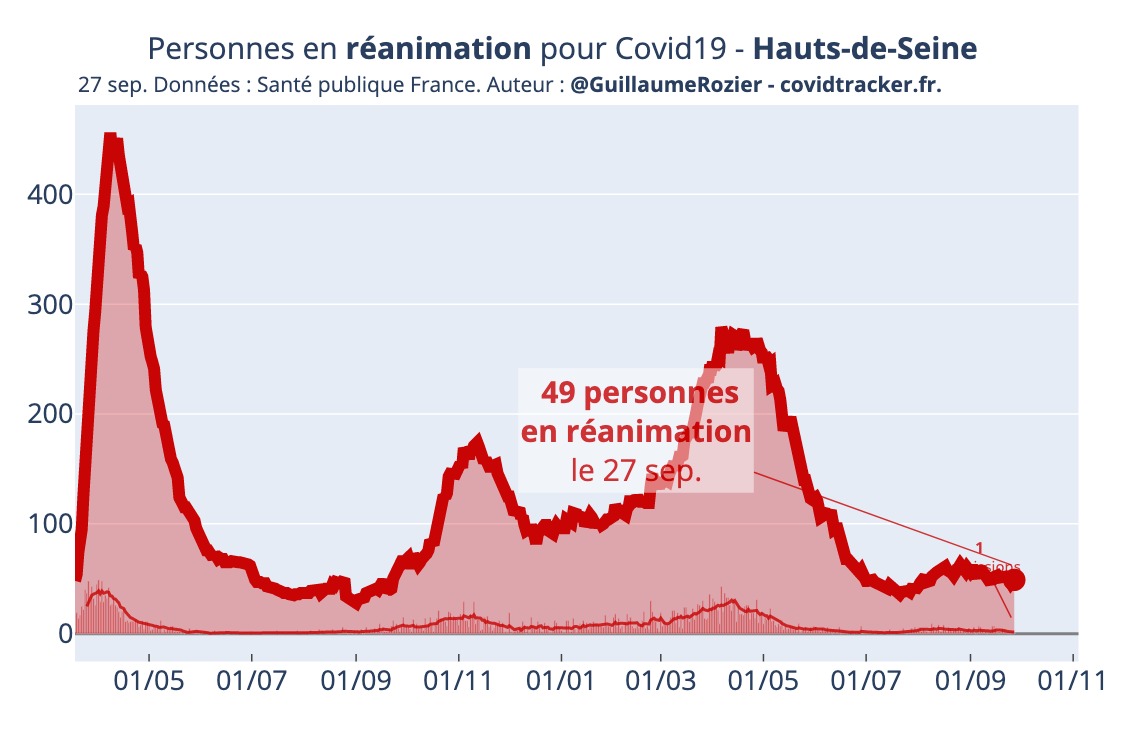 Personnes en réanimation pour Covid19 - Hauts-de-Seine
27 sep. Données : Santé publique France. Auteur : @GuillaumeRozier - covidtracker.fr.
400
300
200
100
0
49 personnes
en réanimation
le 27 sep.
1
01/05 01/07 01/09 01/11 01/01 01/03 01/05 01/07 01/09 01/11